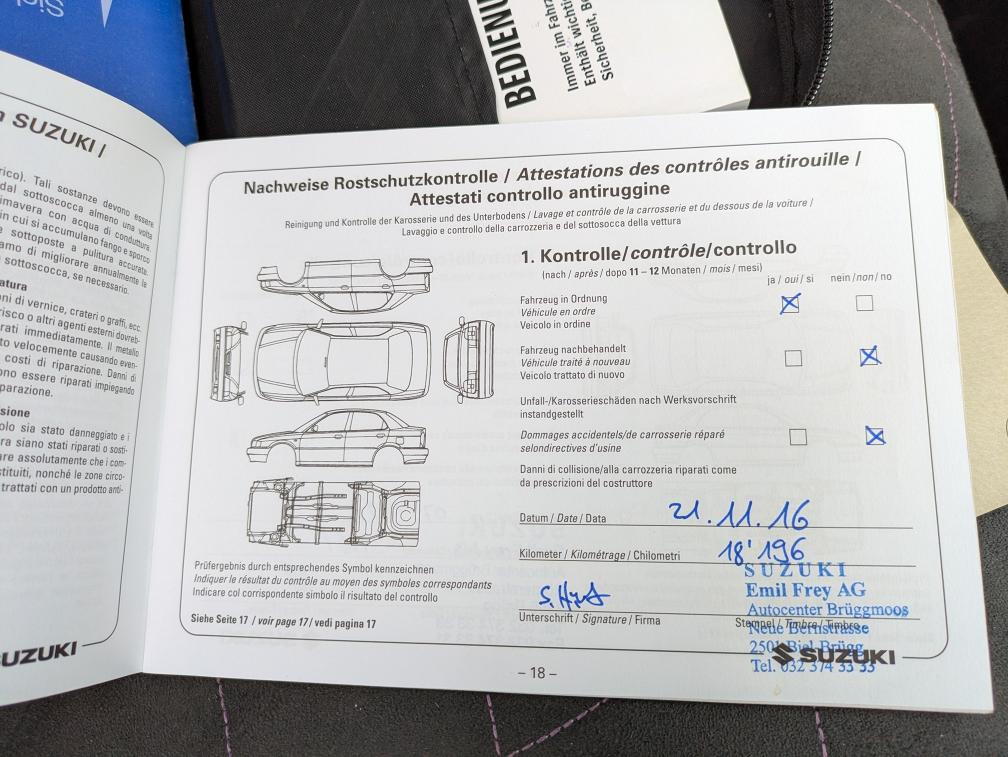 Siel
BEDIENU
Immer im Fahrz
Enthält wichtig
Sicherheit, Be
n SUZUKI /
rico). Tali sostanze devono essere
dal sottoscocca almeno una volta
imavera con acqua di conduttura.
in cui si accumulano fango e sporco
e sottoposte a pulitura accurate.
amo di migliorare annualmente la
sottoscocca, se necessario.
atura
ni di vernice, crateri o graffi, ecc.
risco o altri agenti esterni dovreb-
rati immediatamente. Il metallo
to velocemente causando even-
costi di riparazione. Danni di
ono essere riparati impiegando
parazione.
sione
olo sia stato danneggiato e i
ra siano stati riparati o sosti-
are assolutamente che i com-
stituiti, nonché le zone circo-
trattati con un prodotto anti-
UZUKI
Nachweise Rostschutzkontrolle / Attestations des contrôles antirouille /
Attestati controllo antiruggine
Reinigung und Kontrolle der Karosserie und des Unterbodens / Lavage et contrôle de la carrosserie et du dessous de la voiture /
Lavaggio e controllo della carrozzeria e del sottosocca della vettura
1. Kontrolle/contrôle/controllo
(nach / après / dopo 11 – 12 Monaten / mois / mesi)
ja / oui / si nein/non/no
Fahrzeug in Ordnung
Véhicule en ordre
Veicolo in ordine
Fahrzeug nachbehandelt
Véhicule traité à nouveau
Veicolo trattato di nuovo
Unfall-/Karosserieschäden nach Werksvorschrift
instandgestellt
Dommages accidentels/de carrosserie réparé
selondirectives d'usine
Danni di collisione/alla carrozzeria riparati come
da prescrizioni del costruttore
Datum / Date / Data 21.11.16
Kilometer / Kilométrage / Chilometri 18'196
Unterschrift / Signature / Firma
Stempel / Timbre / Timbro
SUZUKI
Emil Frey AG
Autocenter Brüggmoos
Neue Bernstrasse
2501 Biel-Brügg
Tel. 032 374 33 33
SUZUKI
Prüfergebnis durch entsprechendes Symbol kennzeichnen
Indiquer le résultat du contrôle au moyen des symboles correspondants
Indicare col corrispondente simbolo il risultato del controllo
Siehe Seite 17 / voir page 17 / vedi pagina 17
– 18 –